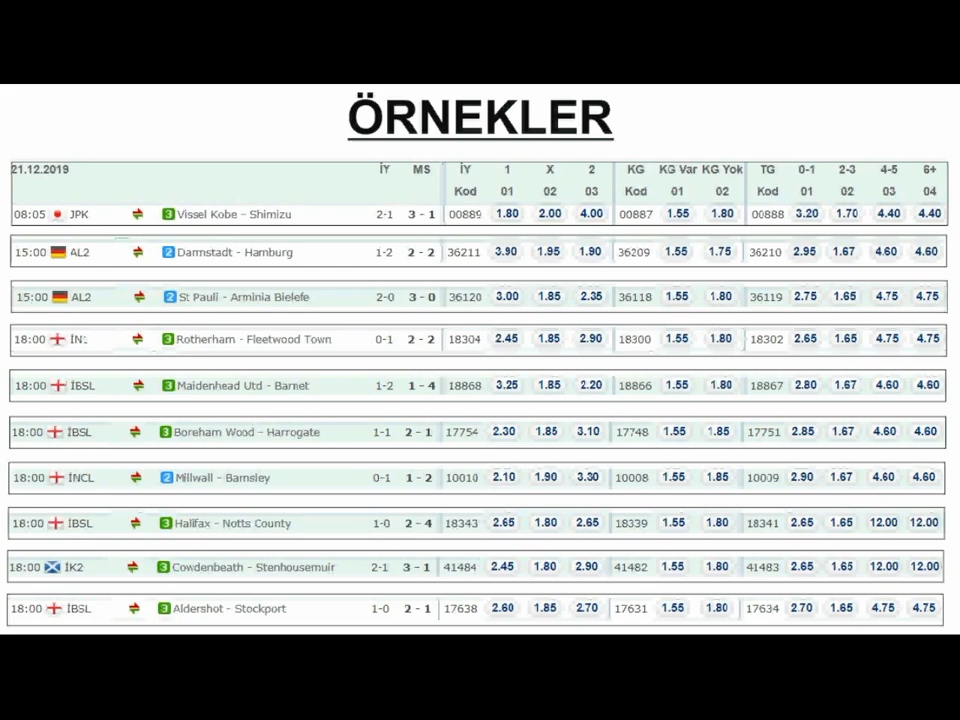 ÖRNEKLER
21.12.2019 İY MS İY 1 X 2 KG KG Var KG Yok TG 0-1 2-3 4-5 6+
Kod 01 02 03 Kod 01 02 Kod 01 02 03 04
08:05 JPK 3 Vissel Kobe - Shimizu 2-1 3 - 1 00889 1.80 2.00 4.00 00887 1.55 1.80 00888 3.20 1.70 4.40 4.40
15:00 AL2 2 Darmstadt - Hamburg 1-2 2 - 2 36211 3.90 1.95 1.90 36209 1.55 1.75 36210 2.95 1.67 4.60 4.60
15:00 AL2 2 St Pauli - Arminia Bielefe 2-0 3 - 0 36120 3.00 1.85 2.35 36118 1.55 1.80 36119 2.75 1.65 4.75 4.75
18:00 3 Rotherham - Fleetwood Town 0-1 2 - 2 18304 2.45 1.85 2.90 18300 1.55 1.80 18302 2.65 1.65 4.75 4.75
18:00 İBSL 3 Maidenhead Utd - Barnet 1-2 1 - 4 18868 3.25 1.85 2.20 18866 1.55 1.80 18867 2.80 1.67 4.60 4.60
18:00 İBSL 3 Boreham Wood - Harrogate 1-1 2 - 1 17754 2.30 1.85 3.10 17748 1.55 1.85 17751 2.85 1.67 4.60 4.60
18:00 İNCL 2 Millwall - Barnsley 0-1 1 - 2 10010 2.10 1.90 3.30 10008 1.55 1.85 10009 2.90 1.67 4.60 4.60
18:00 İBSL 3 Halifax - Notts County 1-0 2 - 4 18343 2.65 1.80 2.65 18339 1.55 1.80 18341 2.65 1.65 12.00 12.00
18:00 İK2 3 Cowdenbeath - Stenhousemuir 2-1 3 - 1 41484 2.45 1.80 2.90 41482 1.55 1.80 41483 2.65 1.65 12.00 12.00
18:00 İBSL 3 Aldershot - Stockport 1-0 2 - 1 17638 2.60 1.85 2.70 17631 1.55 1.80 17634 2.70 1.65 4.75 4.75